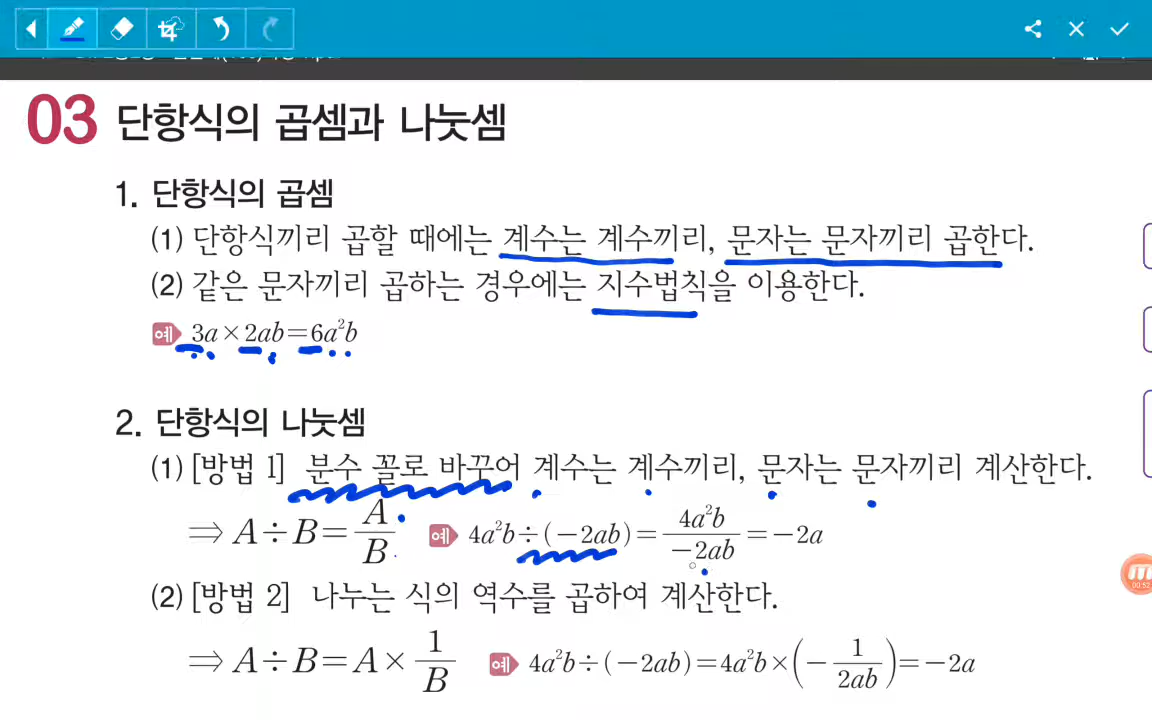 03 단항식의 곱셈과 나눗셈
1. 단항식의 곱셈
(1) 단항식끼리 곱할 때에는 계수는 계수끼리, 문자는 문자끼리 곱한다.
(2) 같은 문자끼리 곱하는 경우에는 지수법칙을 이용한다.
예 3a×2ab=6a²b
2. 단항식의 나눗셈
(1) [방법 1] 분수 꼴로 바꾸어 계수는 계수끼리, 문자는 문자끼리 계산한다.
⇒ A÷B=A/B 예 4a²b÷(−2ab)=4a²b/−2ab=−2a
(2) [방법 2] 나누는 식의 역수를 곱하여 계산한다.
⇒ A÷B=A×1/B 예 4a²b÷(−2ab)=4a²b×(−1/2ab)=−2a